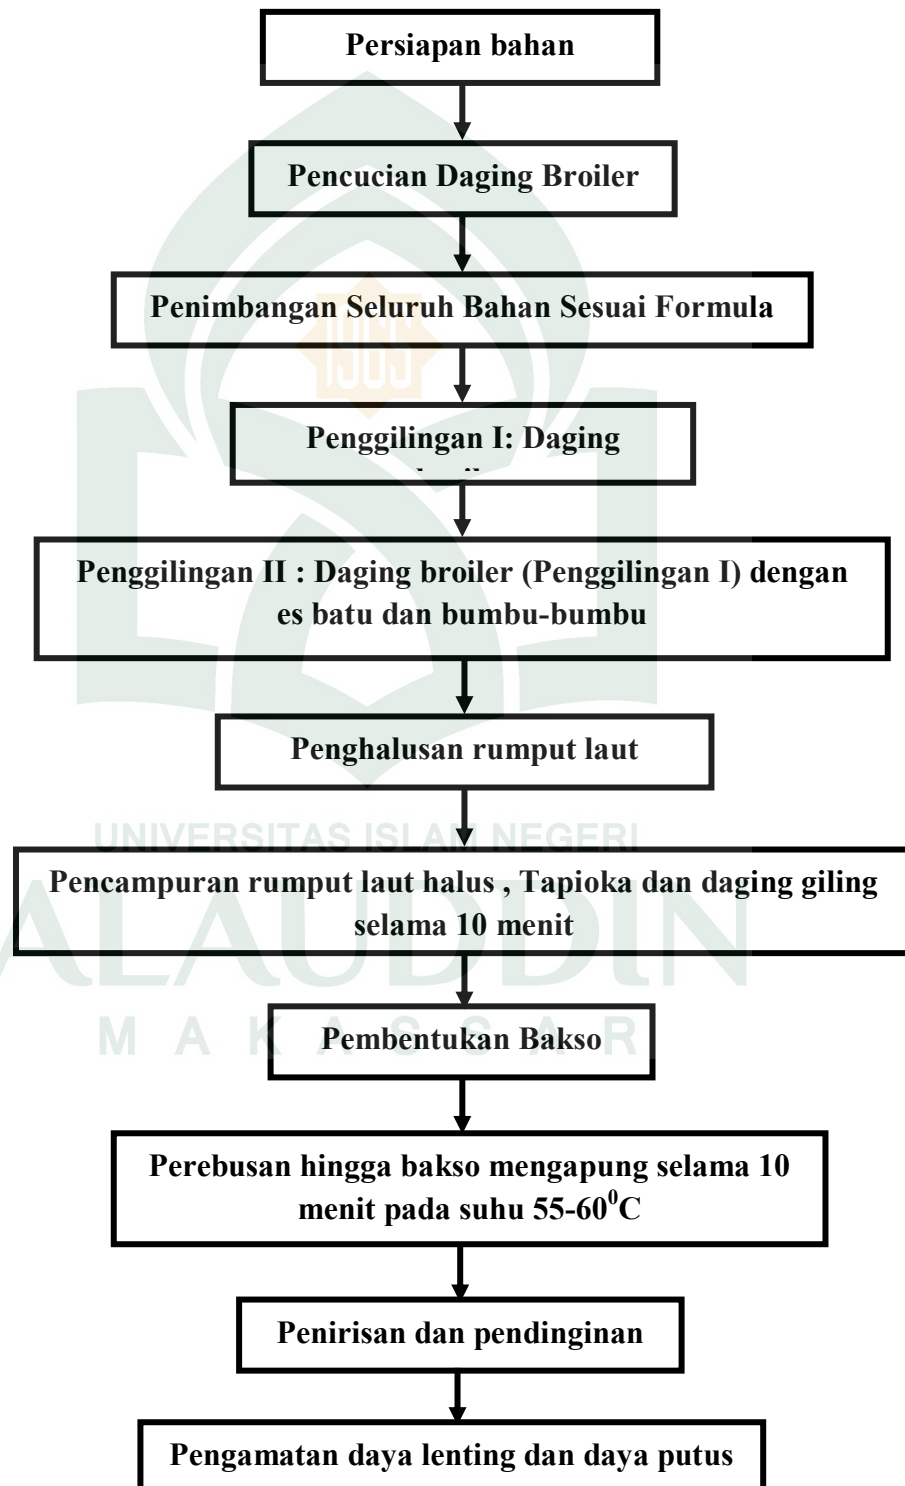 Persiapan bahan
Pencucian Daging Broiler
Penimbangan Seluruh Bahan Sesuai Formula
1965
Penggilingan I: Daging
Penggilingan II : Daging broiler (Penggilingan I) dengan
es batu dan bumbu-bumbu
Penghalusan rumput laut
UNIVERSITAS ISLAM NEGERI
Pencampuran rumput laut halus , Tapioka dan daging giling
selama 10 menit
ALAUDDIN
Pembentukan Bakso
MAKASSAR
Perebusan hingga bakso mengapung selama 10
menit pada suhu 55-60⁰C
Penirisan dan pendinginan
Pengamatan daya lenting dan daya putus